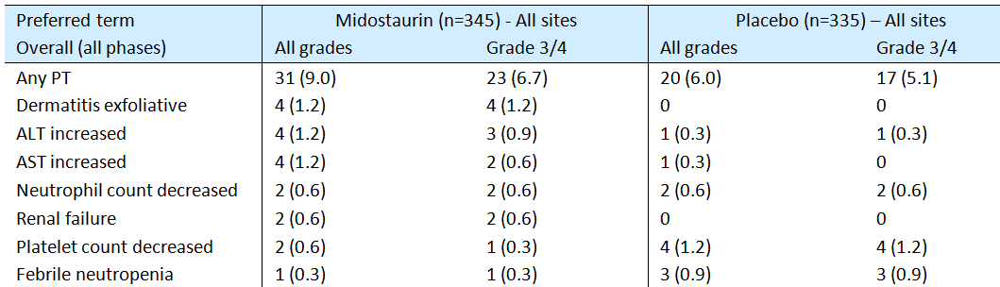 Preferred term Midostaurin (n=345) - All sites Placebo (n=335) – All sites
Overall (all phases) All grades Grade 3/4 All grades Grade 3/4
Any PT 31 (9.0) 23 (6.7) 20 (6.0) 17 (5.1)
Dermatitis exfoliative 4 (1.2) 4 (1.2) 0 0
ALT increased 4 (1.2) 3 (0.9) 1 (0.3) 1 (0.3)
AST increased 4 (1.2) 2 (0.6) 1 (0.3) 0
Neutrophil count decreased 2 (0.6) 2 (0.6) 2 (0.6) 2 (0.6)
Renal failure 2 (0.6) 2 (0.6) 0 0
Platelet count decreased 2 (0.6) 1 (0.3) 4 (1.2) 4 (1.2)
Febrile neutropenia 1 (0.3) 1 (0.3) 3 (0.9) 3 (0.9)